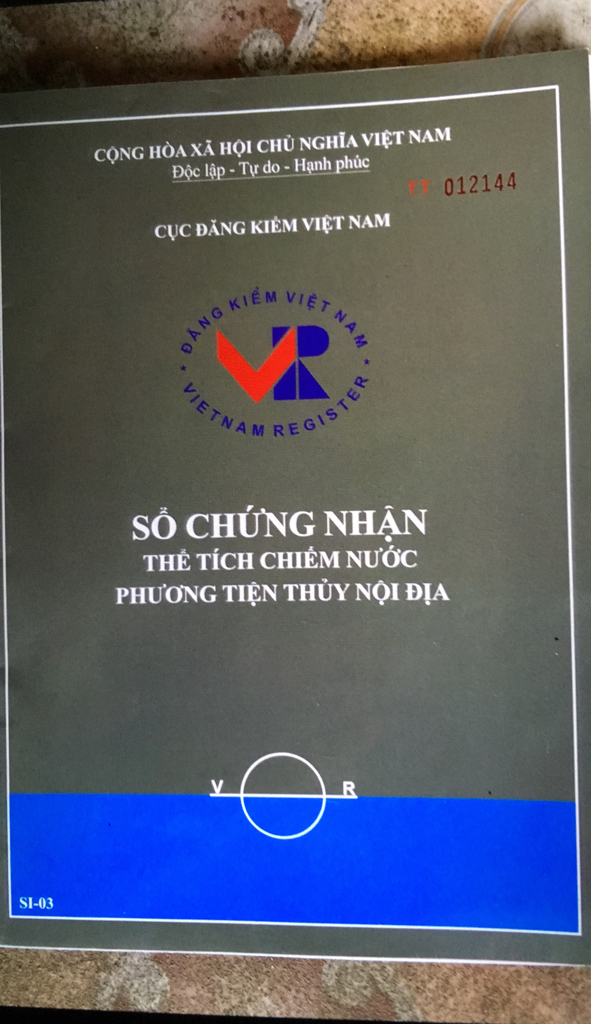 CỘNG HÒA XÃ HỘI CHỦ NGHĨA VIỆT NAM
Độc lập - Tự do - Hạnh phúc
012144
CỤC ĐĂNG KIỂM VIỆT NAM
ĐĂNG KIỂM VIỆT NAM
VR
* VIETNAM REGISTER *
SỔ CHỨNG NHẬN
THỂ TÍCH CHIẾM NƯỚC
PHƯƠNG TIỆN THỦY NỘI ĐỊA
V R
SI-03